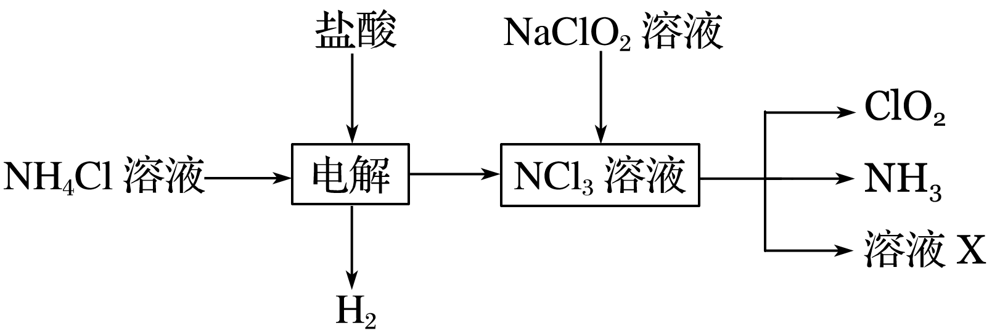 盐酸
NaClO₂ 溶液
NH₄Cl 溶液
电解
NCl₃ 溶液
ClO₂
NH₃
溶液 X
H₂